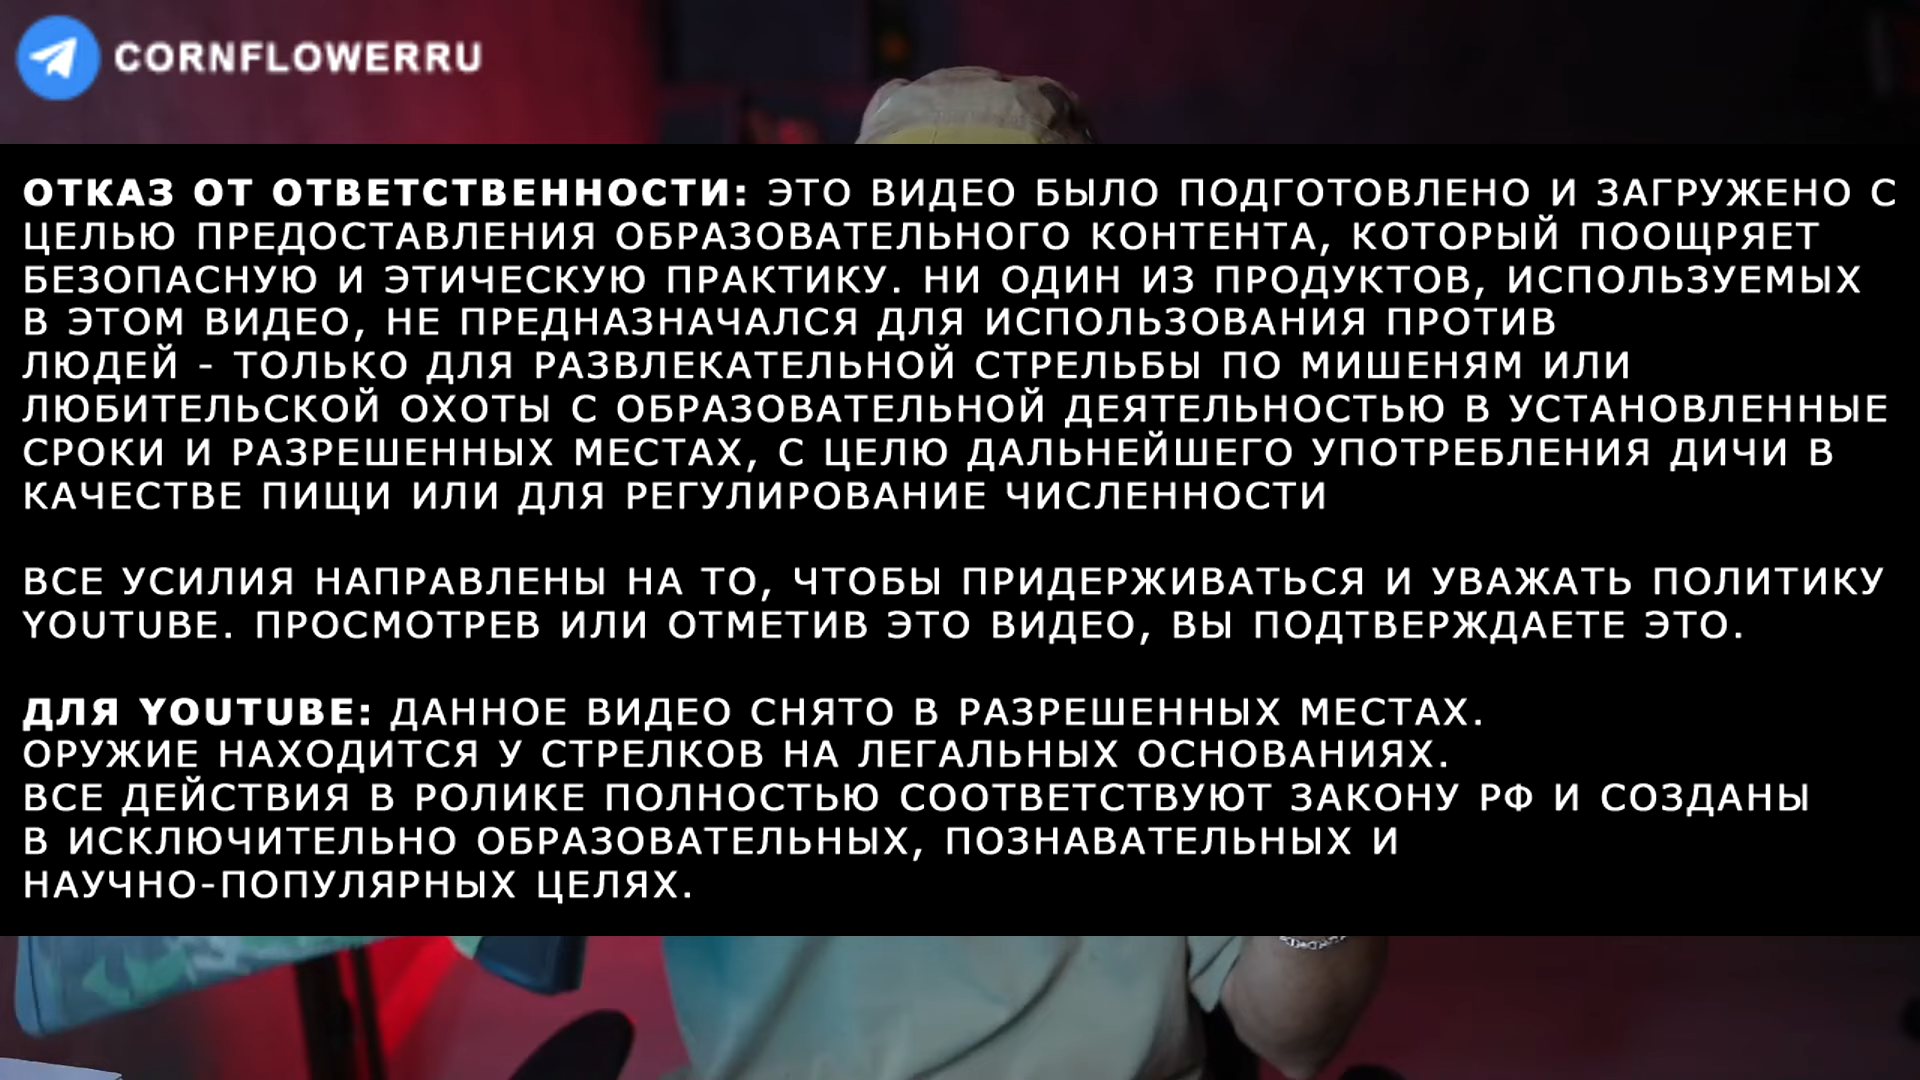 CORNFLOWERRU
ОТКАЗ ОТ ОТВЕТСТВЕННОСТИ: ЭТО ВИДЕО БЫЛО ПОДГОТОВЛЕНО И ЗАГРУЖЕНО С
ЦЕЛЬЮ ПРЕДОСТАВЛЕНИЯ ОБРАЗОВАТЕЛЬНОГО КОНТЕНТА, КОТОРЫЙ ПООЩРЯЕТ
БЕЗОПАСНУЮ И ЭТИЧЕСКУЮ ПРАКТИКУ. НИ ОДИН ИЗ ПРОДУКТОВ, ИСПОЛЬЗУЕМЫХ
В ЭТОМ ВИДЕО, НЕ ПРЕДНАЗНАЧАЛСЯ ДЛЯ ИСПОЛЬЗОВАНИЯ ПРОТИВ
ЛЮДЕЙ - ТОЛЬКО ДЛЯ РАЗВЛЕКАТЕЛЬНОЙ СТРЕЛЬБЫ ПО МИШЕНЯМ ИЛИ
ЛЮБИТЕЛЬСКОЙ ОХОТЫ С ОБРАЗОВАТЕЛЬНОЙ ДЕЯТЕЛЬНОСТЬЮ В УСТАНОВЛЕННЫЕ
СРОКИ И РАЗРЕШЕННЫХ МЕСТАХ, С ЦЕЛЮ ДАЛЬНЕЙШЕГО УПОТРЕБЛЕНИЯ ДИЧИ В
КАЧЕСТВЕ ПИЩИ ИЛИ ДЛЯ РЕГУЛИРОВАНИЕ ЧИСЛЕННОСТИ
ВСЕ УСИЛИЯ НАПРАВЛЕНЫ НА ТО, ЧТОБЫ ПРИДЕРЖИВАТЬСЯ И УВАЖАТЬ ПОЛИТИКУ
YOUTUBE. ПРОСМОТРЕВ ИЛИ ОТМЕТИВ ЭТО ВИДЕО, ВЫ ПОДТВЕРЖДАЕТЕ ЭТО.
ДЛЯ YOUTUBE: ДАННОЕ ВИДЕО СНЯТО В РАЗРЕШЕННЫХ МЕСТАХ.
ОРУЖИЕ НАХОДИТСЯ У СТРЕЛКОВ НА ЛЕГАЛЬНЫХ ОСНОВАНИЯХ.
ВСЕ ДЕЙСТВИЯ В РОЛИКЕ ПОЛНОСТЬЮ СООТВЕТСТВУЮТ ЗАКОНУ РФ И СОЗДАНЫ
В ИСКЛЮЧИТЕЛЬНО ОБРАЗОВАТЕЛЬНЫХ, ПОЗНАВАТЕЛЬНЫХ И
НАУЧНО-ПОПУЛЯРНЫХ ЦЕЛЯХ.